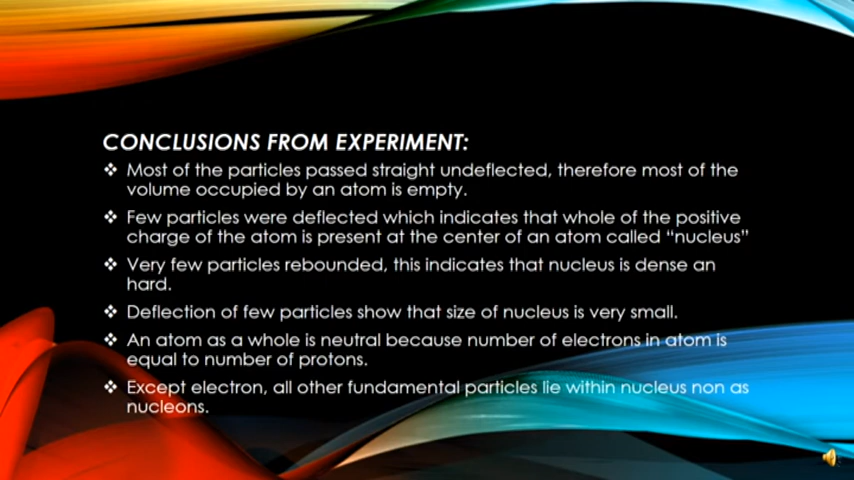 CONCLUSIONS FROM EXPERIMENT:
❖ Most of the particles passed straight undeflected, therefore most of the
volume occupied by an atom is empty.
❖ Few particles were deflected which indicates that whole of the positive
charge of the atom is present at the center of an atom called “nucleus”
❖ Very few particles rebounded, this indicates that nucleus is dense an
hard.
❖ Deflection of few particles show that size of nucleus is very small.
❖ An atom as a whole is neutral because number of electrons in atom is
equal to number of protons.
❖ Except electron, all other fundamental particles lie within nucleus non as
nucleons.